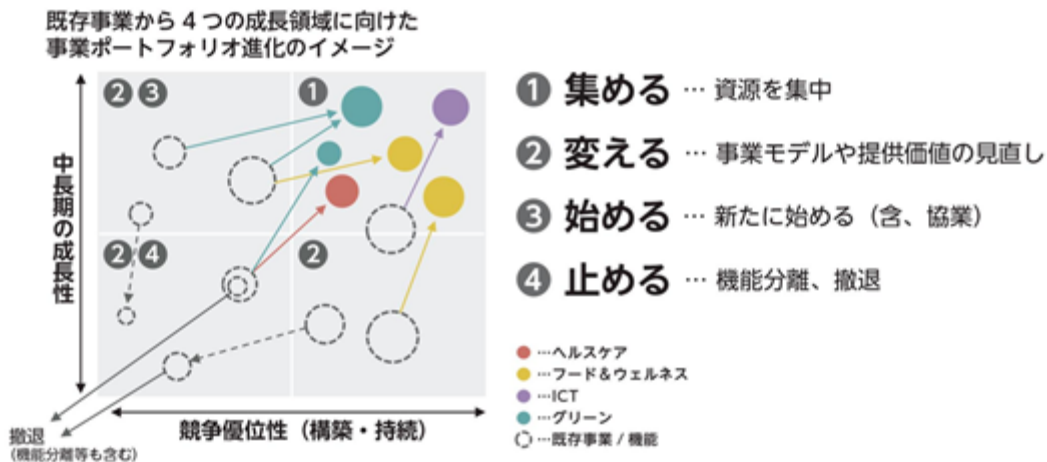 既存事業から４つの成長領域に向けた
事業ポートフォリオ進化のイメージ
❷❸
❶
❷❹
❷
中長期の成長性
競争優位性（構築・持続）
撤退
（機能分離等も含む）
❶ 集める … 資源を集中
❷ 変える … 事業モデルや提供価値の見直し
❸ 始める … 新たに始める（含、協業）
❹ 止める … 機能分離、撤退
…ヘルスケア
…フード＆ウェルネス
…ICT
…グリーン
…既存事業 / 機能